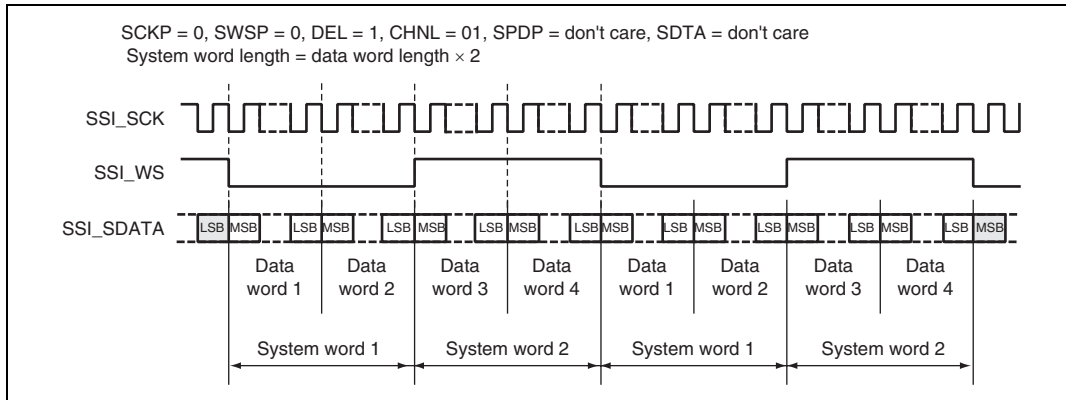 SCKP = 0, SWSP = 0, DEL = 1, CHNL = 01, SPDP = don't care, SDTA = don't care
System word length = data word length × 2
SSI_SCK
SSI_WS
SSI_SDATA
LSB MSB LSB MSB LSB MSB LSB MSB LSB MSB LSB MSB LSB MSB LSB MSB LSB MSB
Data word 1
Data word 2
Data word 3
Data word 4
Data word 1
Data word 2
Data word 3
Data word 4
System word 1
System word 2
System word 1
System word 2